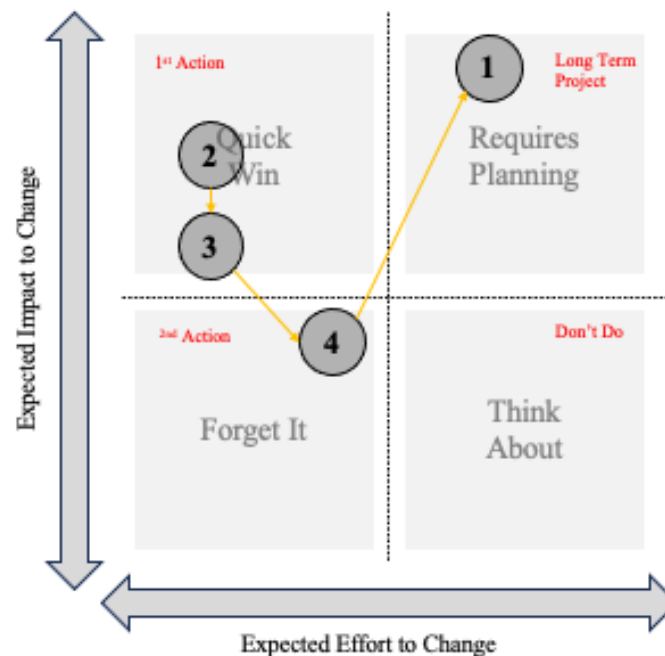 1st Action
Quick
Win
2
3
1
Long Term
Project
Requires
Planning
2nd Action
4
Forget It
Don't Do
Think
About
Expected Impact to Change
Expected Effort to Change